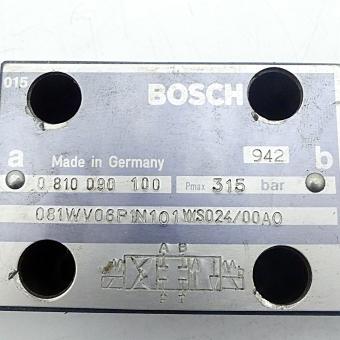 015 BOSCH
a Made in Germany 942 b
0 810 090 100 Pmax 315 bar
081WV06P1N101WS024/00A0
A B